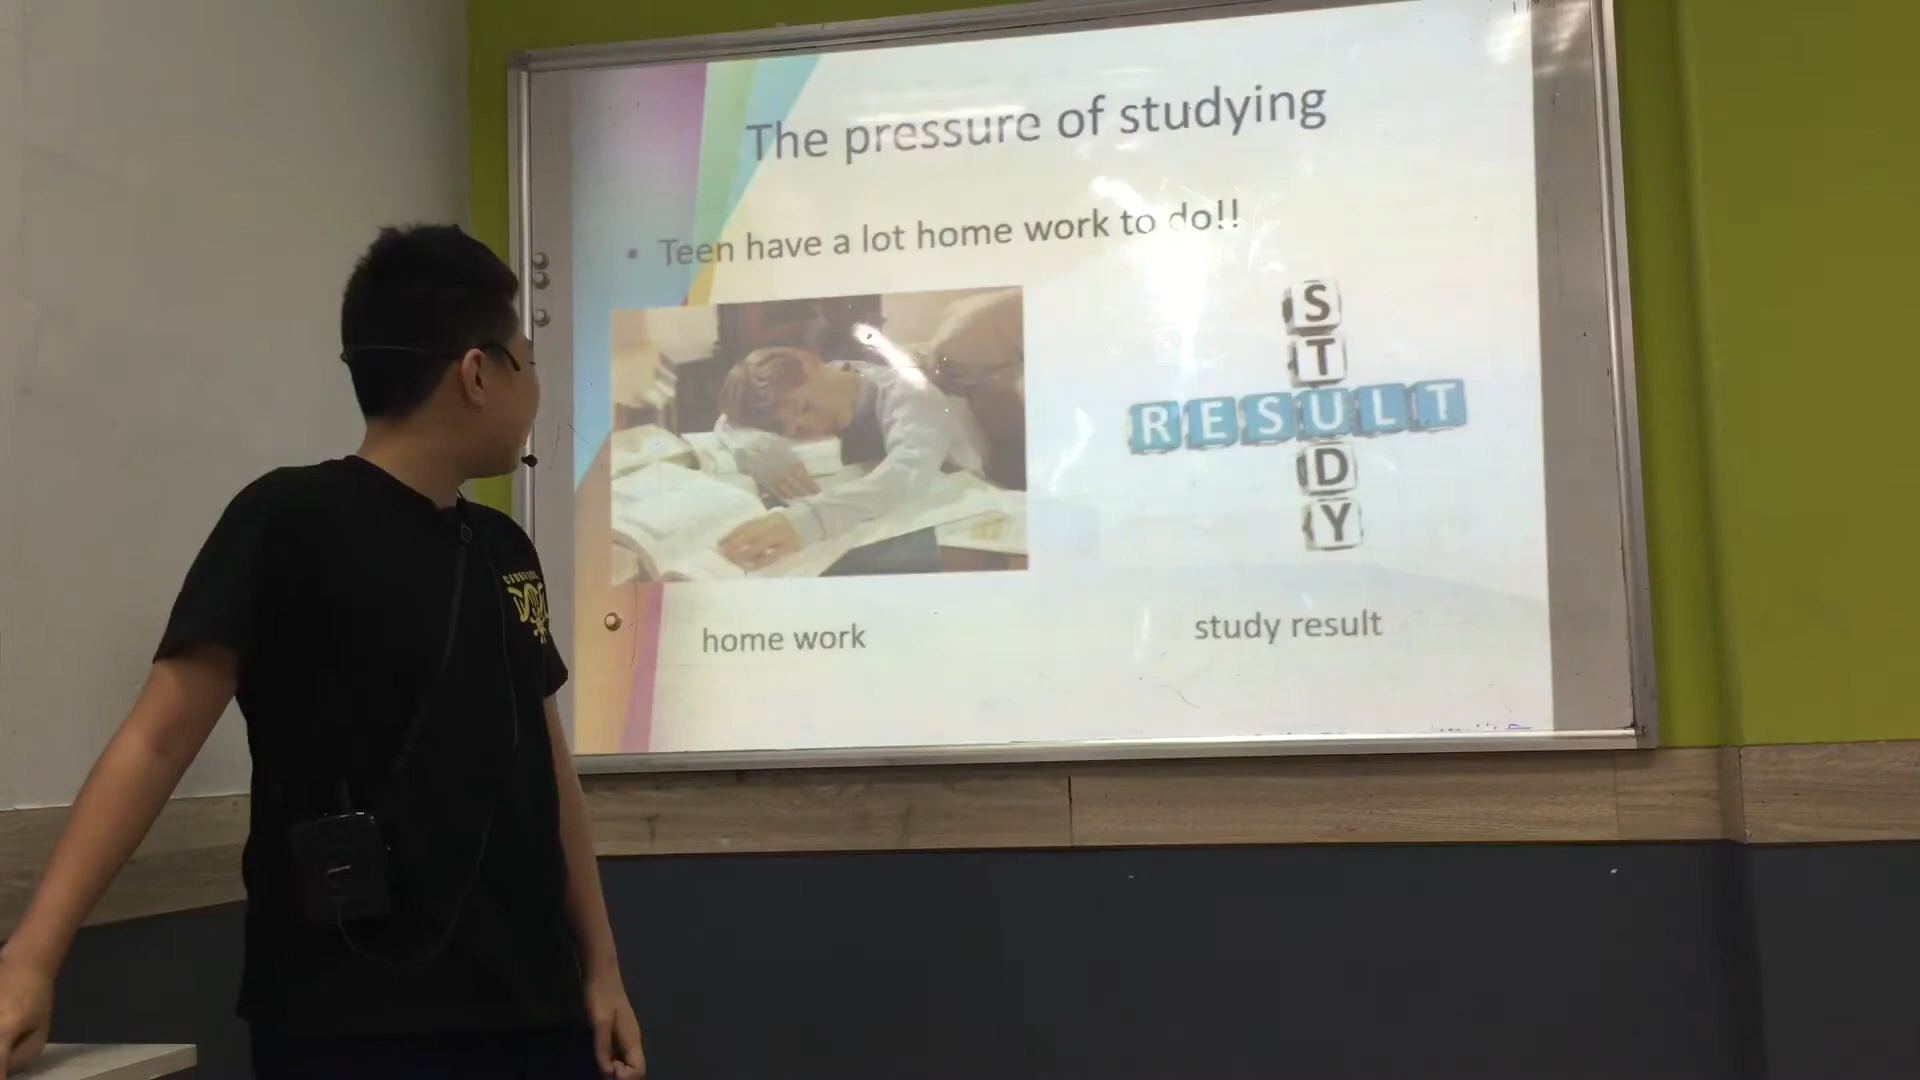 The pressure of studying
• Teen have a lot home work to do!!
S
T
RESULT
D
Y
home work
study result